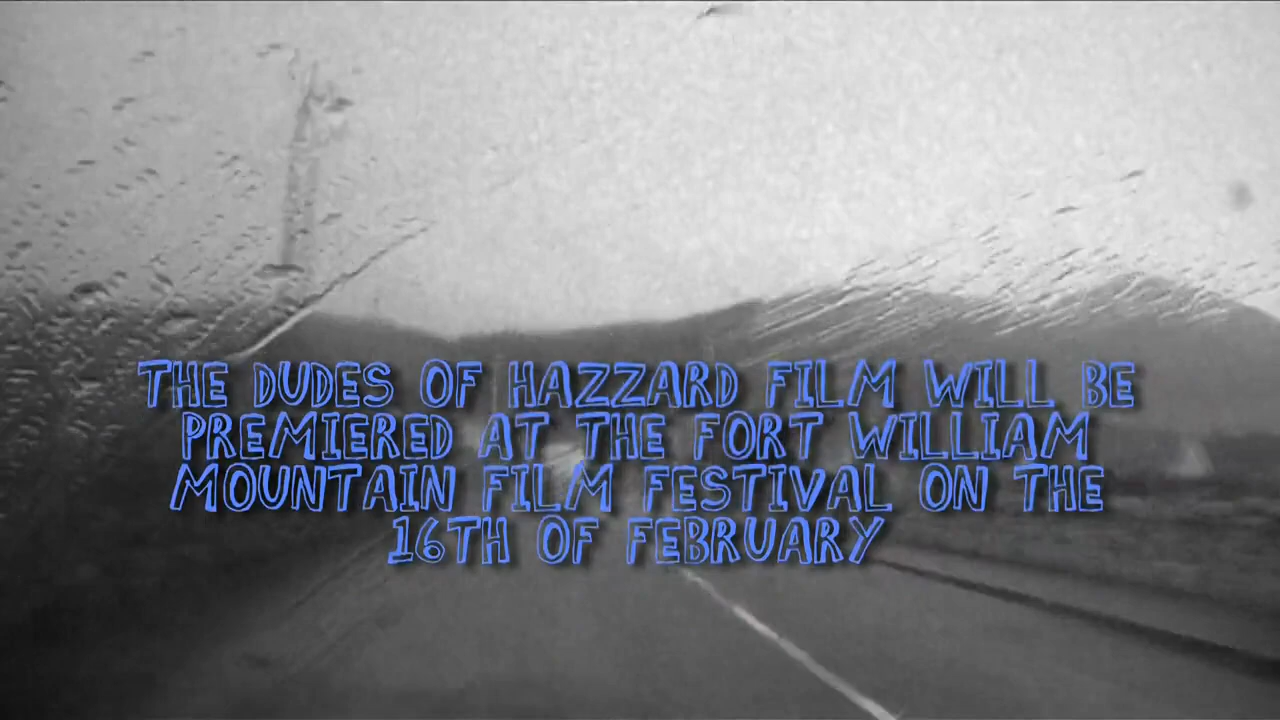 THE DUDES OF HAZZARD FILM WILL BE
PREMIERED AT THE FORT WILLIAM
MOUNTAIN FILM FESTIVAL ON THE
16TH OF FEBRUARY